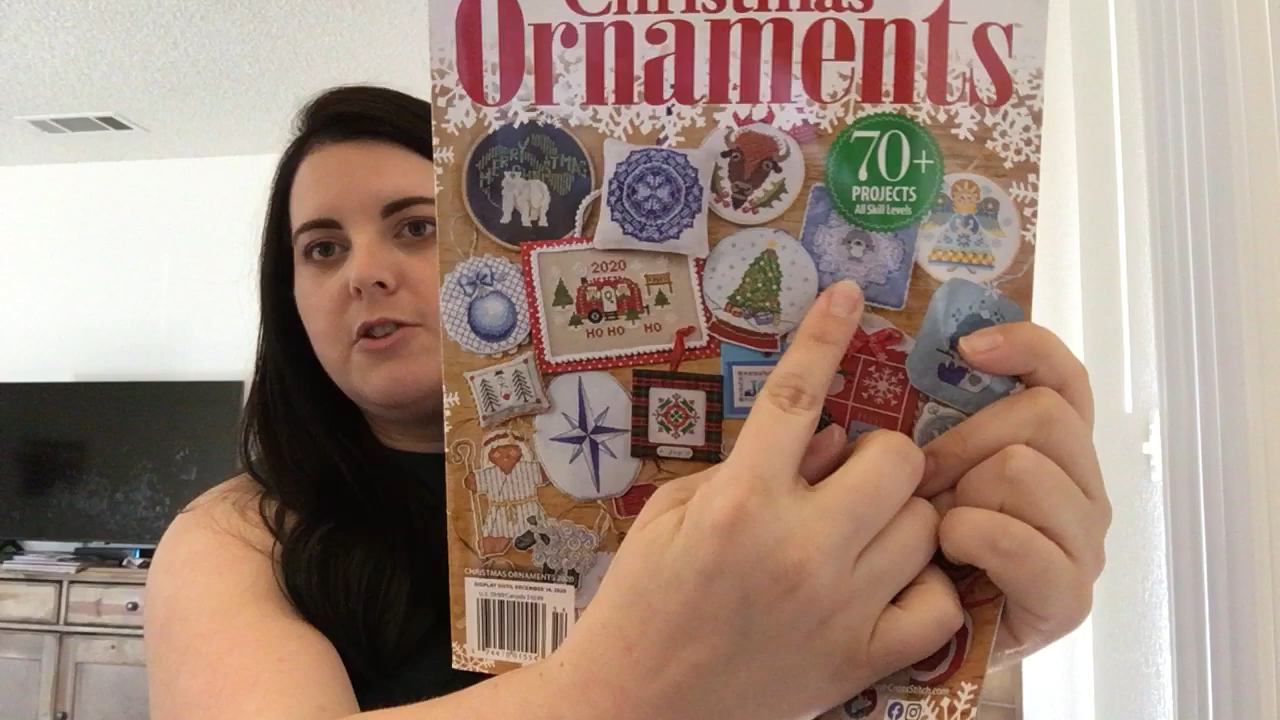 Christmas
Ornaments
70+
PROJECTS
All Skill Levels
MERRY CHRISTMAS
2020
HO HO HO
CHRISTMAS ORNAMENTS 2020
DISPLAY UNTIL DECEMBER 14, 2020